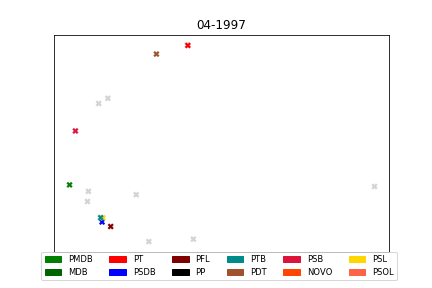 04-1997
PMDB PT PFL PTB PSB PSL
MDB PSDB PP PDT NOVO PSOL